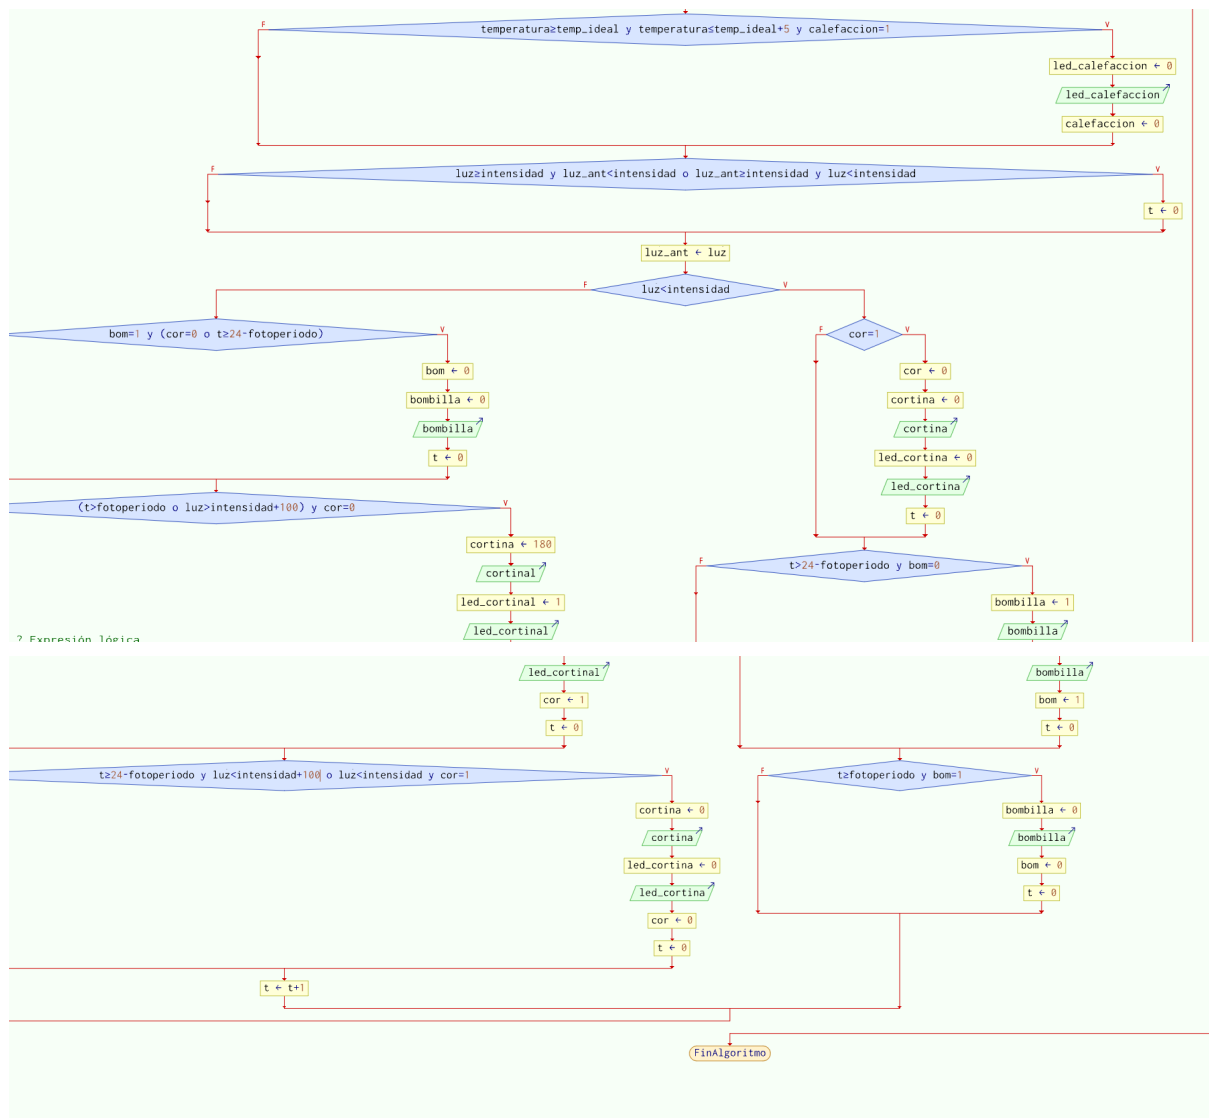 temperatura≥temp_ideal y temperatura≤temp_ideal+5 y calefaccion=1
F
V
led_calefaccion ← 0
led_calefaccion
calefaccion ← 0
luz≥intensidad y luz_ant<intensidad o luz_ant≥intensidad y luz<intensidad
F
V
t ← 0
luz_ant ← luz
luz<intensidad
F
V
bom=1 y (cor=0 o t≥24-fotoperiodo)
V
bom ← 0
bombilla ← 0
bombilla
t ← 0
cor=1
F
V
cor ← 0
cortina ← 0
cortina
led_cortina ← 0
led_cortina
t ← 0
(t>fotoperiodo o luz>intensidad+100) y cor=0
V
cortina ← 180
cortinal
led_cortinal ← 1
led_cortinal
t>24-fotoperiodo y bom=0
F
V
bombilla ← 1
bombilla
? Expresión lógica
led_cortinal
cor ← 1
t ← 0
bombilla
bom ← 1
t ← 0
t≥24-fotoperiodo y luz<intensidad+100 o luz<intensidad y cor=1
V
cortina ← 0
cortina
led_cortina ← 0
led_cortina
cor ← 0
t ← 0
t≥fotoperiodo y bom=1
F
V
bombilla ← 0
bombilla
bom ← 0
t ← 0
t ← t+1
FinAlgoritmo